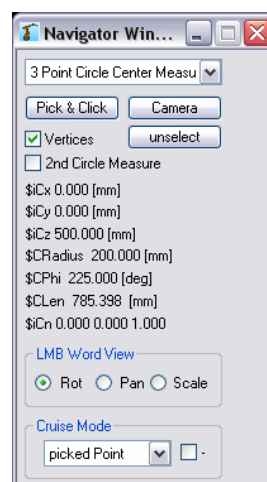 Navigator Win...
3 Point Circle Center Measu
Pick & Click Camera
Vertices unselect
2nd Circle Measure
$iCx 0.000 [mm]
$iCy 0.000 [mm]
$iCz 500.000 [mm]
$CRadius 200.000 [mm]
$CPhi 225.000 [deg]
$CLen 785.398 [mm]
$iCn 0.000 0.000 1.000
LMB Word View
Rot Pan Scale
Cruise Mode
picked Point -